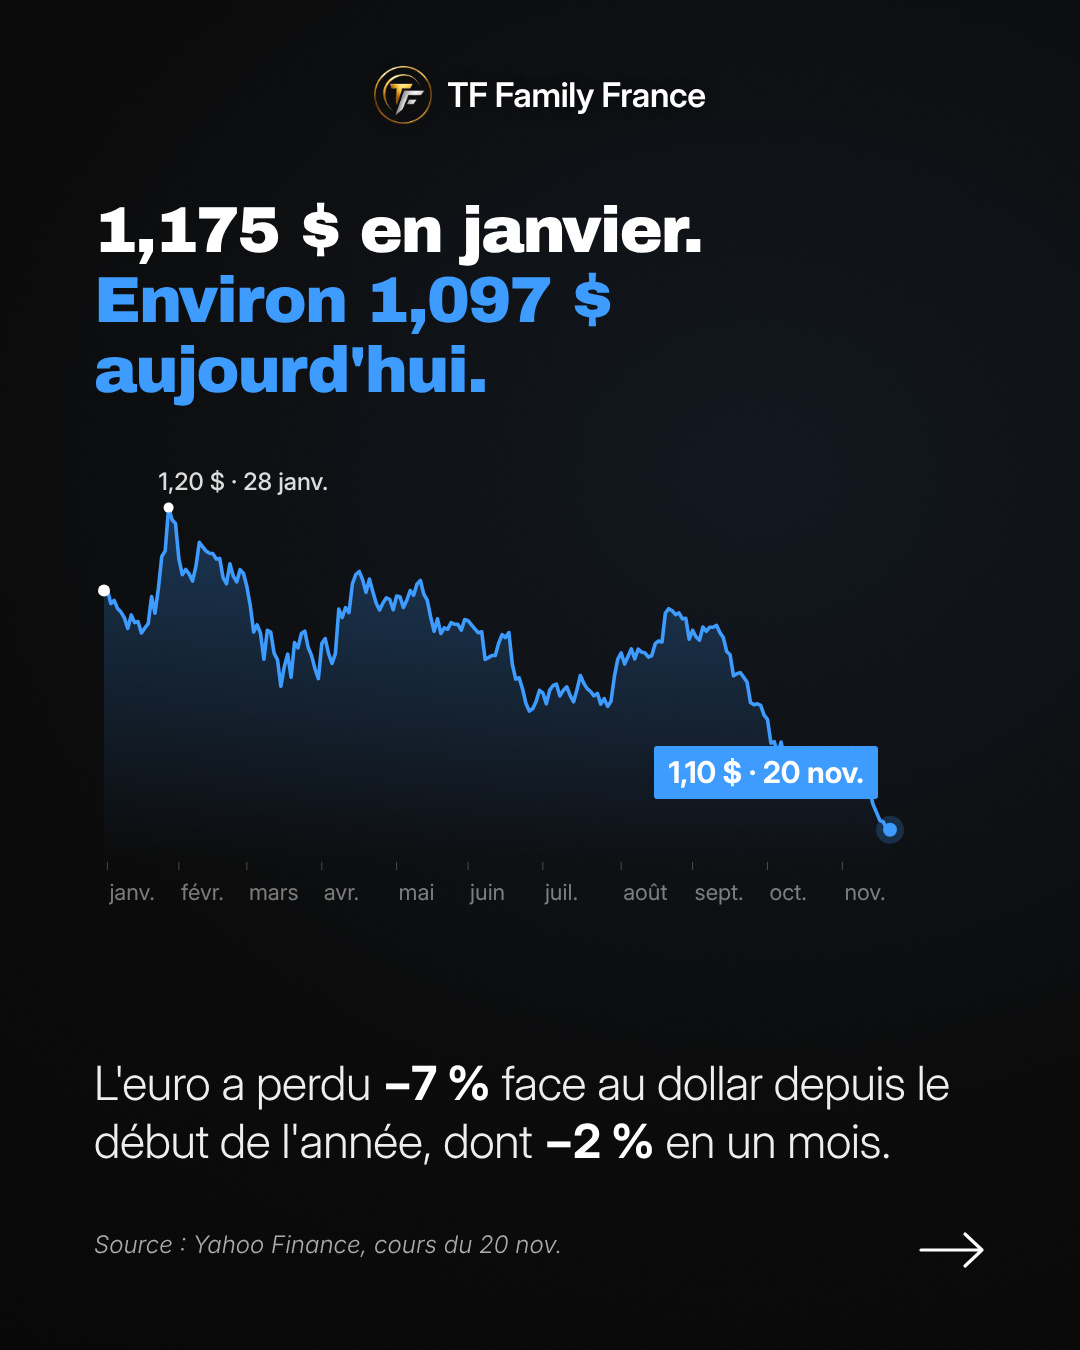 TF TF Family France
1,175 $ en janvier.
Environ 1,097 $
aujourd'hui.
1,20 $ · 28 janv.
1,10 $ · 20 nov.
janv. févr. mars avr. mai juin juil. août sept. oct. nov.
L'euro a perdu –7 % face au dollar depuis le
début de l'année, dont –2 % en un mois.
Source : Yahoo Finance, cours du 20 nov.